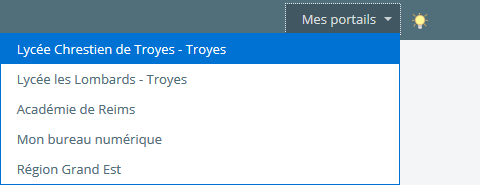 Mes portails
Lycée Chrestien de Troyes - Troyes
Lycée les Lombards - Troyes
Académie de Reims
Mon bureau numérique
Région Grand Est